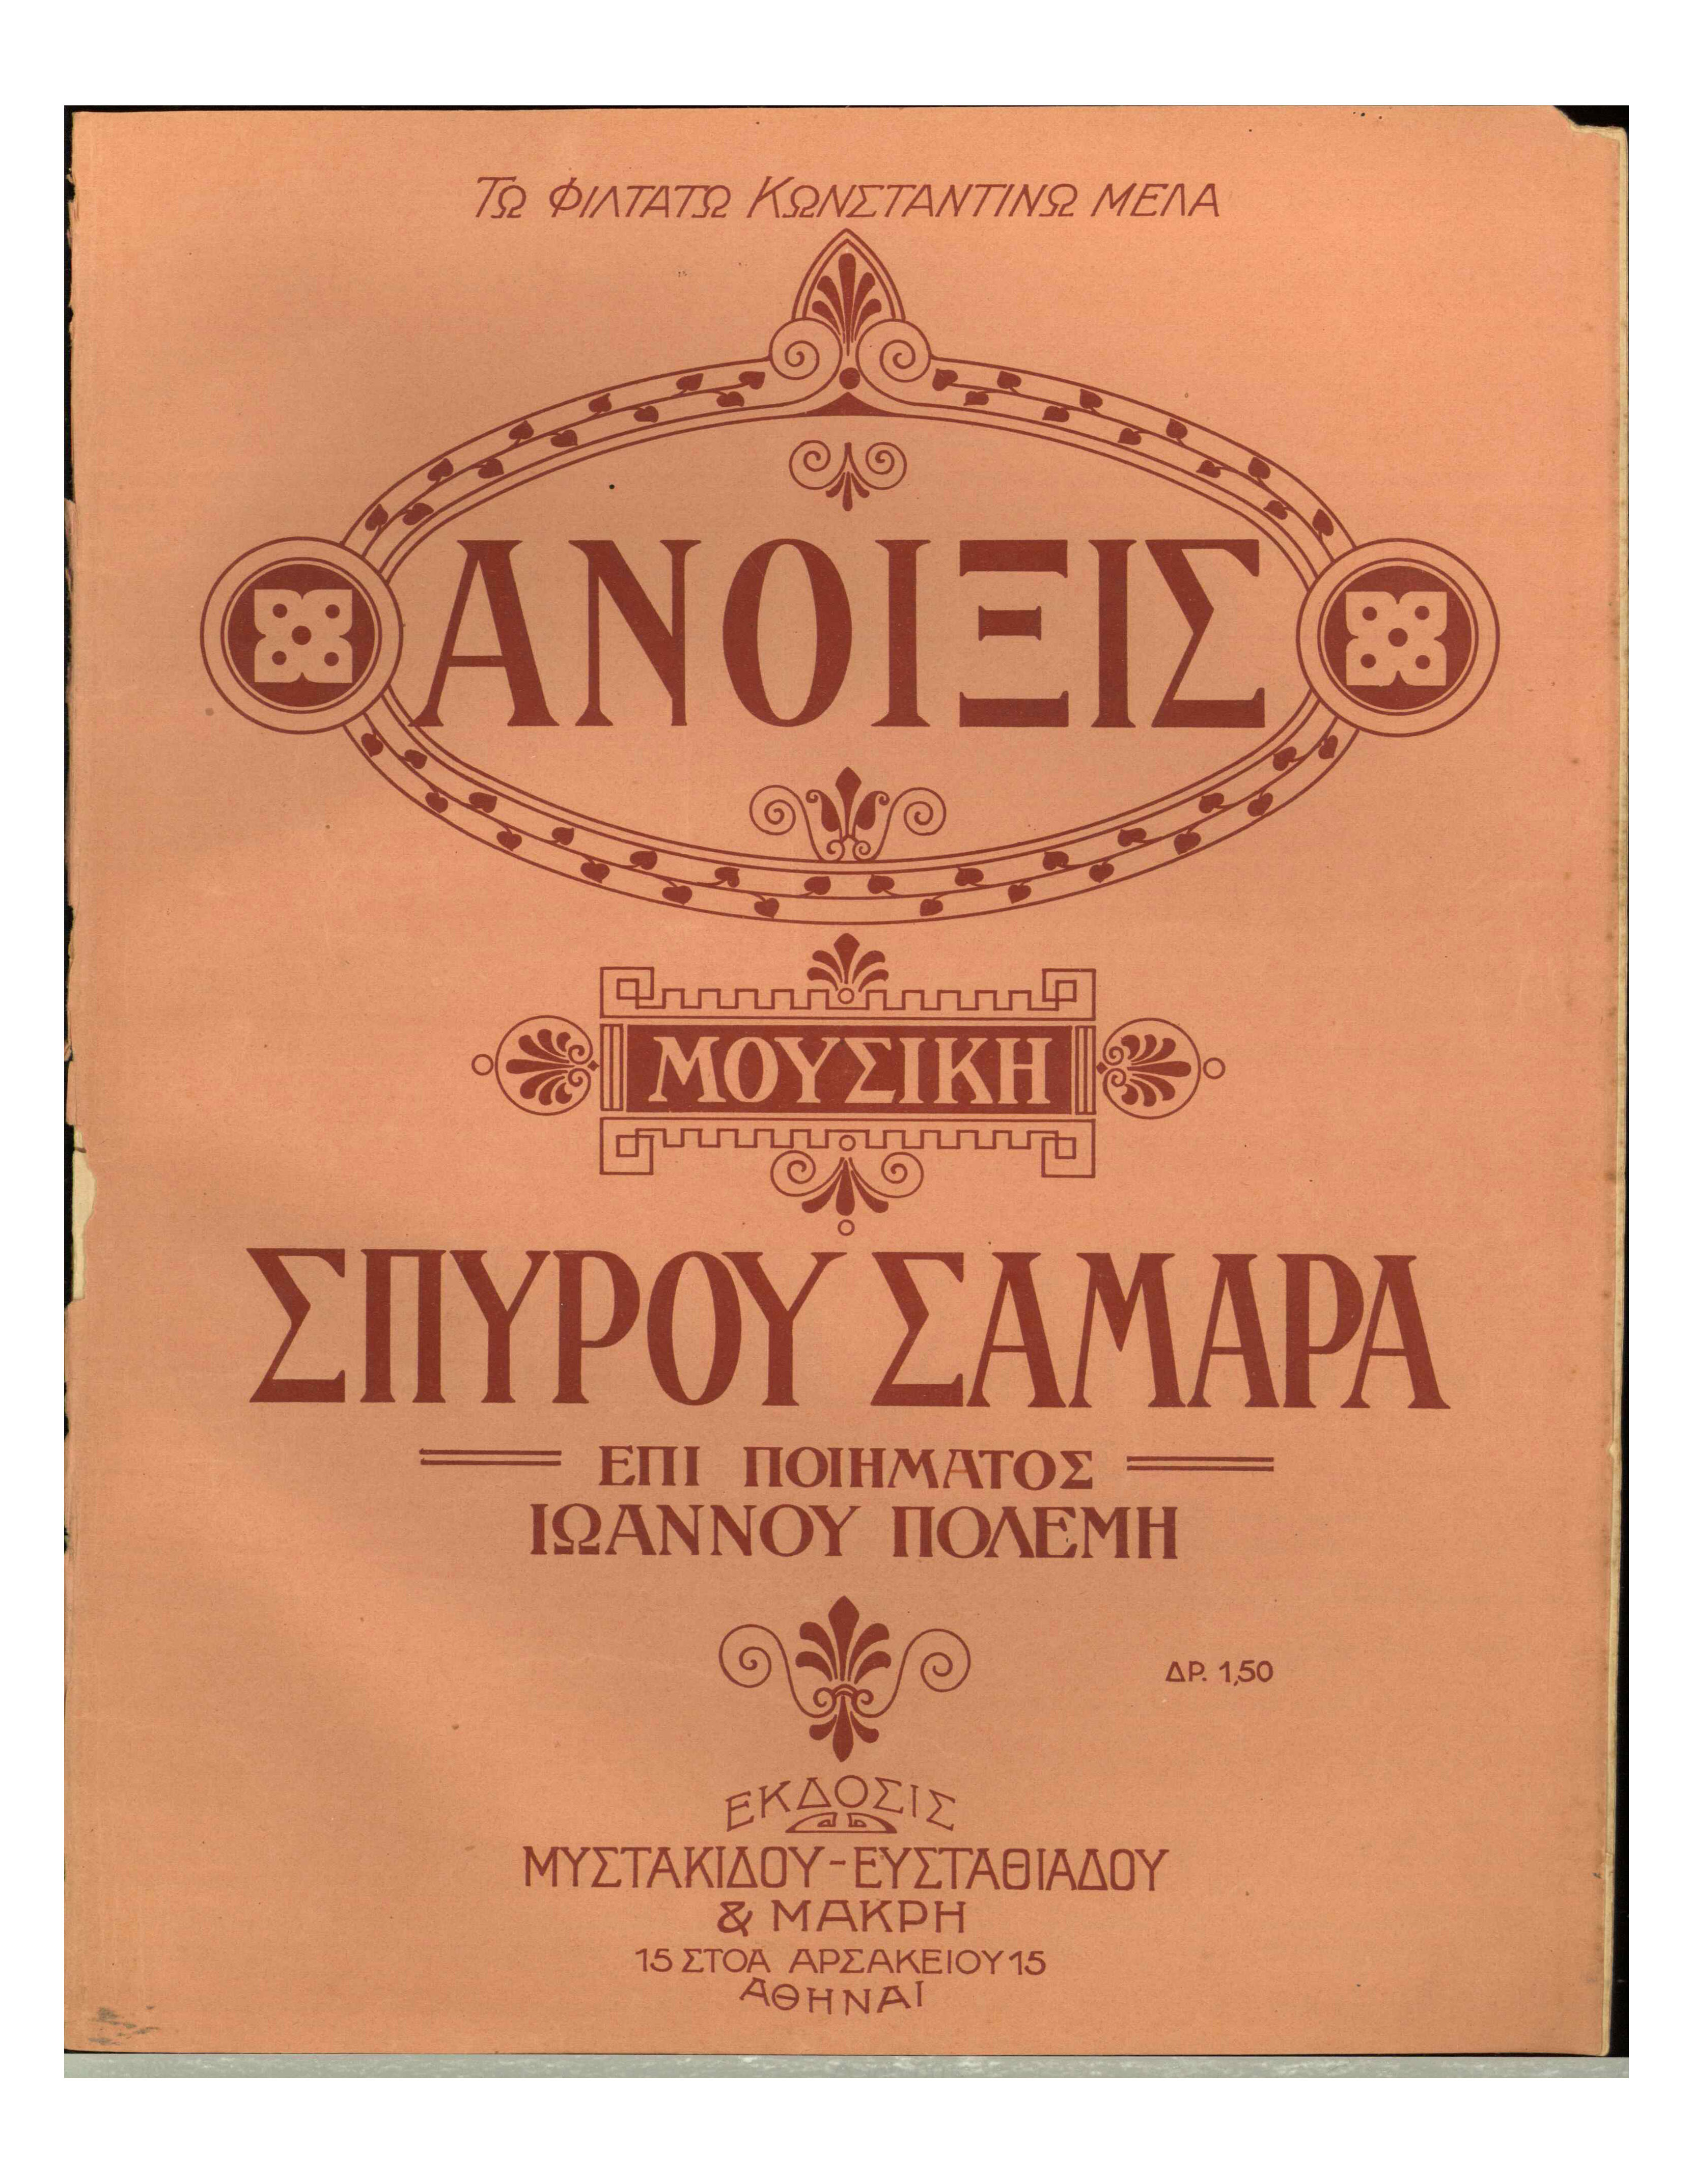 ΤΩ ΦΙΛΤΑΤΩ ΚΩΝΣΤΑΝΤΙΝΩ ΜΕΛΑ
ΑΝΟΙΞΙΣ
ΜΟΥΣΙΚΗ
ΣΠΥΡΟΥ ΣΑΜΑΡΑ
ΕΠΙ ΠΟΙΗΜΑΤΟΣ
ΙΩΑΝΝΟΥ ΠΟΛΕΜΗ
ΔΡ. 1,50
ΕΚΔΟΣΙΣ
ΜΥΣΤΑΚΙΔΟΥ-ΕΥΣΤΑΘΙΑΔΟΥ
& ΜΑΚΡΗ
15 ΣΤΟΑ ΑΡΣΑΚΕΙΟΥ 15
ΑΘΗΝΑΙ